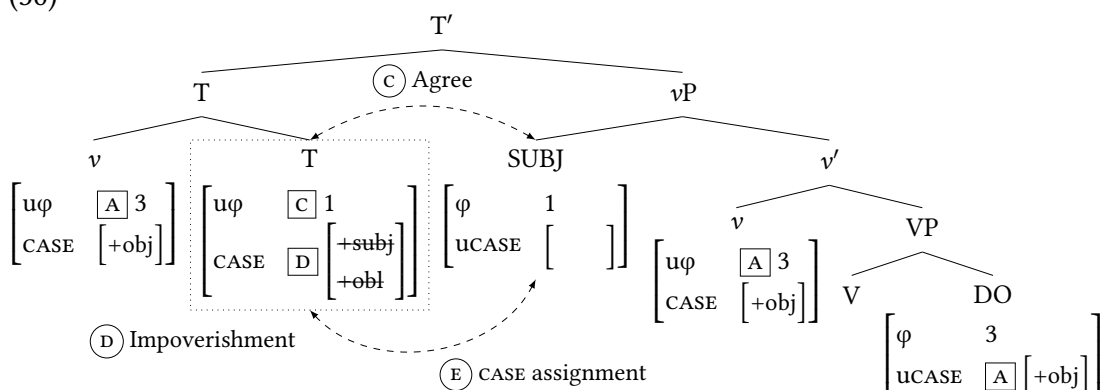 (30)
T′
Ⓒ Agree
T vP
v T SUBJ v′
[uφ A 3 CASE [+obj]]
[uφ C 1 CASE D [+subj +obl]]
[φ 1 uCASE [ ]]
v VP
[uφ A 3 CASE [+obj]]
V DO
Ⓓ Impoverishment
[φ 3 uCASE A [+obj]]
Ⓔ CASE assignment